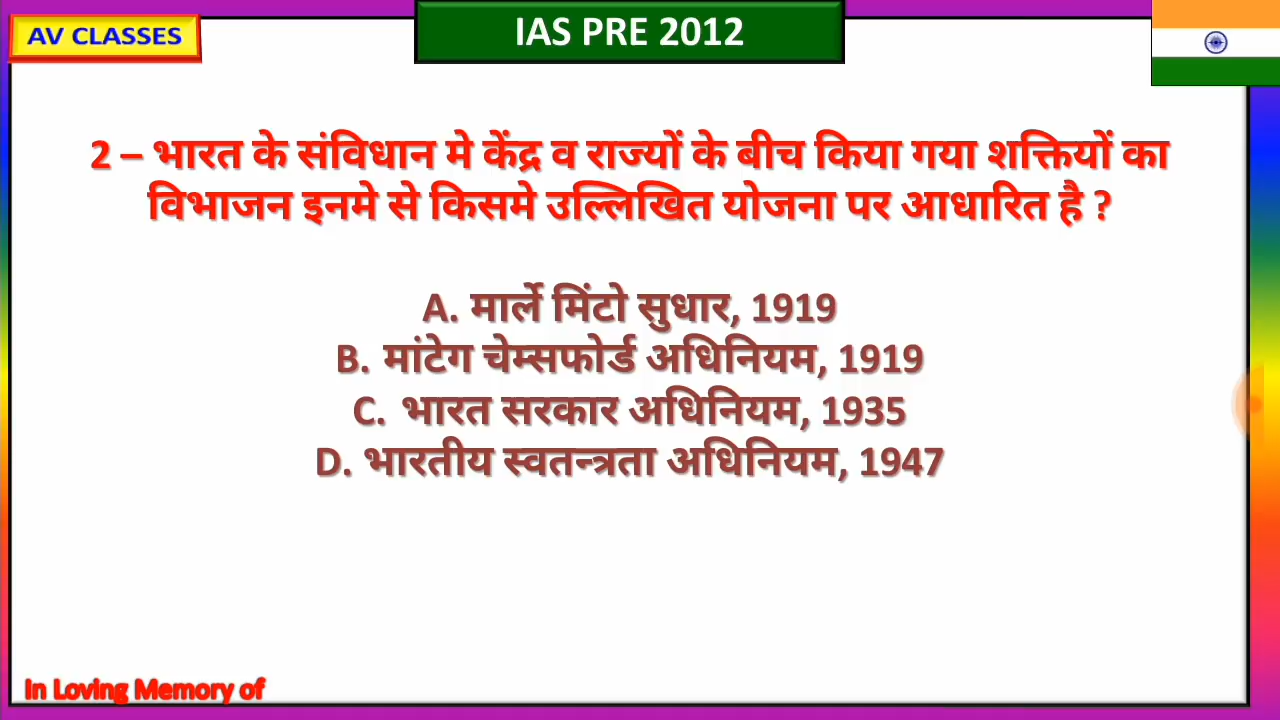 AV CLASSES
IAS PRE 2012
2 – भारत के संविधान मे केंद्र व राज्यों के बीच किया गया शक्तियों का
विभाजन इनमे से किसमे उल्लिखित योजना पर आधारित है ?
A. मार्ले मिंटो सुधार, 1919
B. मांटेग चेम्सफोर्ड अधिनियम, 1919
C. भारत सरकार अधिनियम, 1935
D. भारतीय स्वतन्त्रता अधिनियम, 1947
In Loving Memory of